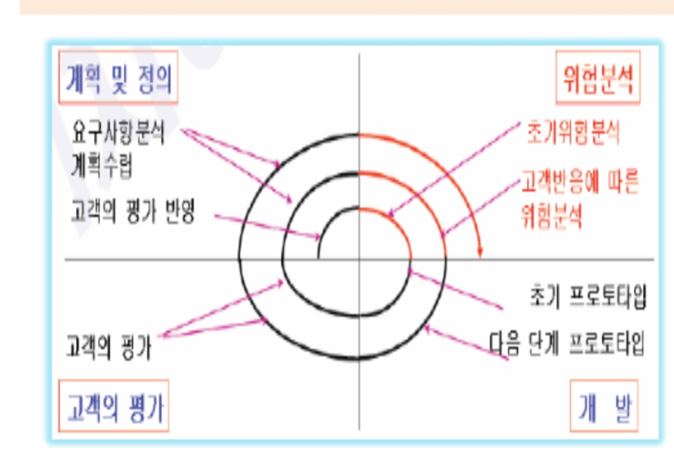 계획 및 정의
위험분석
요구사항분석
계획수립
고객의 평가 반영
초기위험분석
고객반응에 따른
위험분석
초기 프로토타입
다음 단계 프로토타입
고객의 평가
고객의 평가
개 발